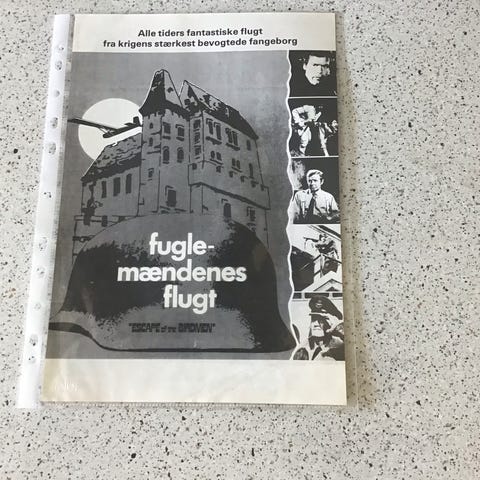 Alle tiders fantastiske flugt
fra krigens stærkest bevogtede fangeborg
fugle-
mændenes
flugt
"ESCAPE of the BIRDMEN"